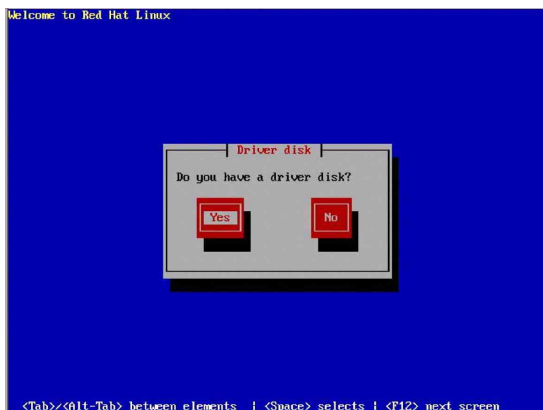 Welcome to Red Hat Linux
Driver disk
Do you have a driver disk?
Yes No
<Tab>/<Alt-Tab> between elements | <Space> selects | <F12> next screen